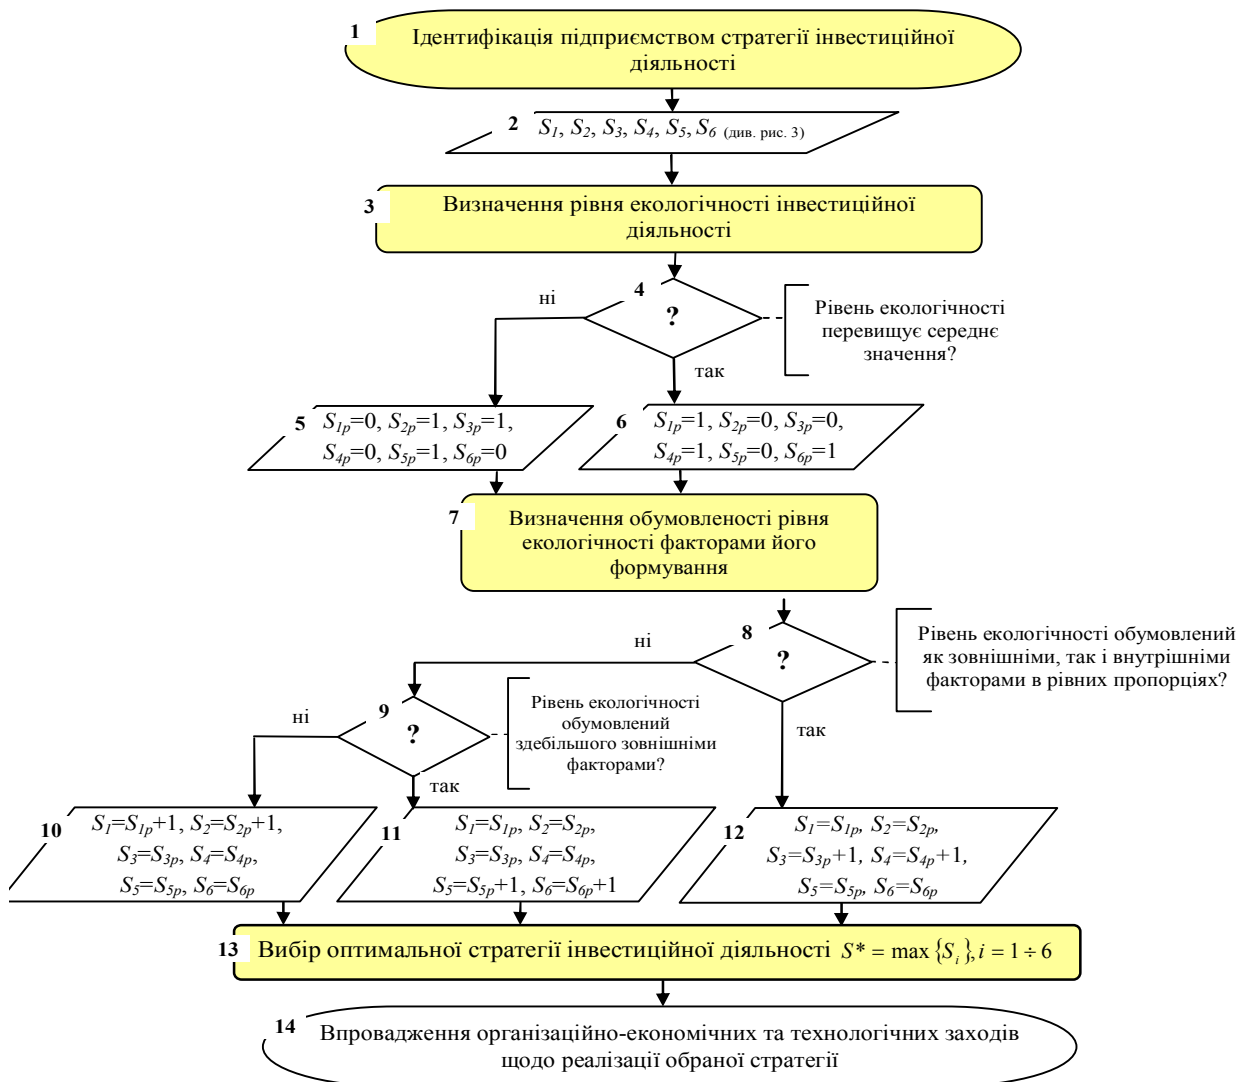 1 Ідентифікація підприємством стратегії інвестиційної
діяльності
2 S1, S2, S3, S4, S5, S6 (див. рис. 3)
3 Визначення рівня екологічності інвестиційної
діяльності
4
?
ні
так
Рівень екологічності
перевищує середнє
значення?
5 S1p=0, S2p=1, S3p=1,
S4p=0, S5p=1, S6p=0
6 S1p=1, S2p=0, S3p=0,
S4p=1, S5p=0, S6p=1
7 Визначення обумовленості рівня
екологічності факторами його
формування
8
?
ні
так
Рівень екологічності обумовлений
як зовнішніми, так і внутрішніми
факторами в рівних пропорціях?
9
?
ні
так
Рівень екологічності
обумовлений
здебільшого зовнішніми
факторами?
10 S1=S1p+1, S2=S2p+1,
S3=S3p, S4=S4p,
S5=S5p, S6=S6p
11 S1=S1p, S2=S2p,
S3=S3p, S4=S4p,
S5=S5p+1, S6=S6p+1
12 S1=S1p, S2=S2p,
S3=S3p+1, S4=S4p+1,
S5=S5p, S6=S6p
13 Вибір оптимальної стратегії інвестиційної діяльності S* = max {Si}, i = 1 ÷ 6
14 Впровадження організаційно-економічних та технологічних заходів
щодо реалізації обраної стратегії